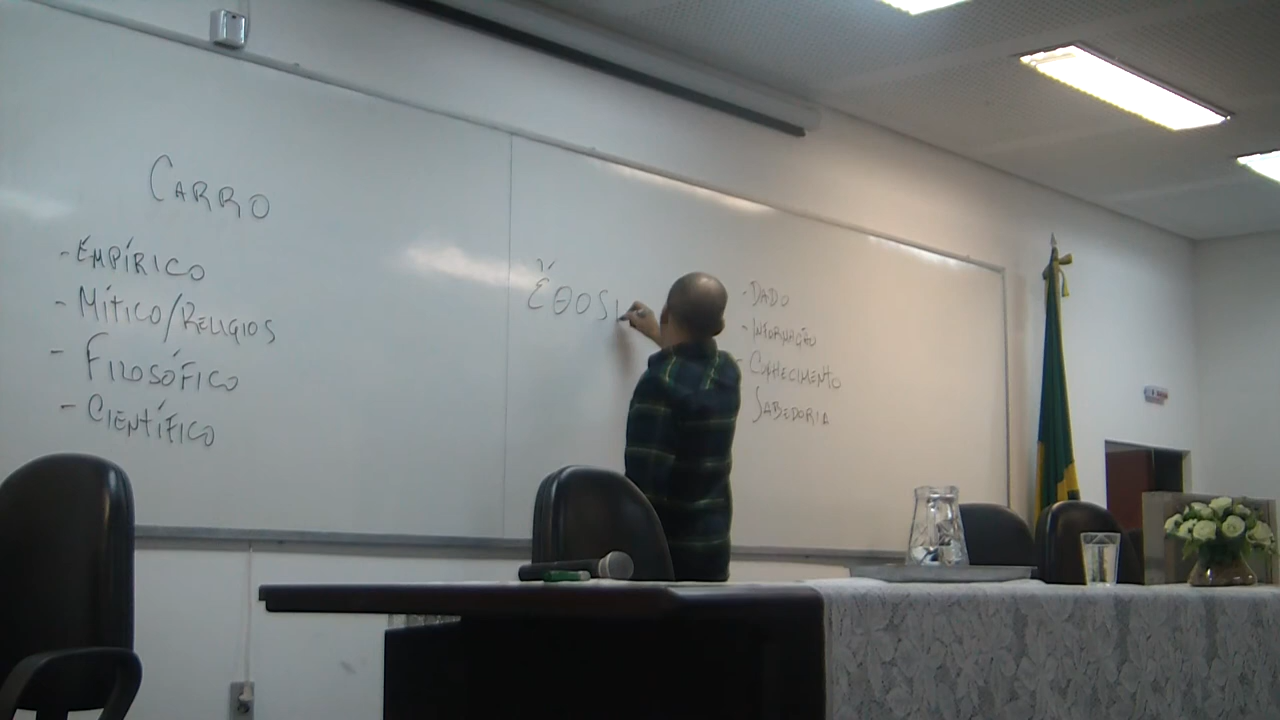 CARRO
- EMPÍRICO
- MÍTICO/RELIGIOS
- FILOSÓFICO
- CIENTÍFICO
- DADO
- INFORMAÇÃO
- CONHECIMENTO
SABEDORIA